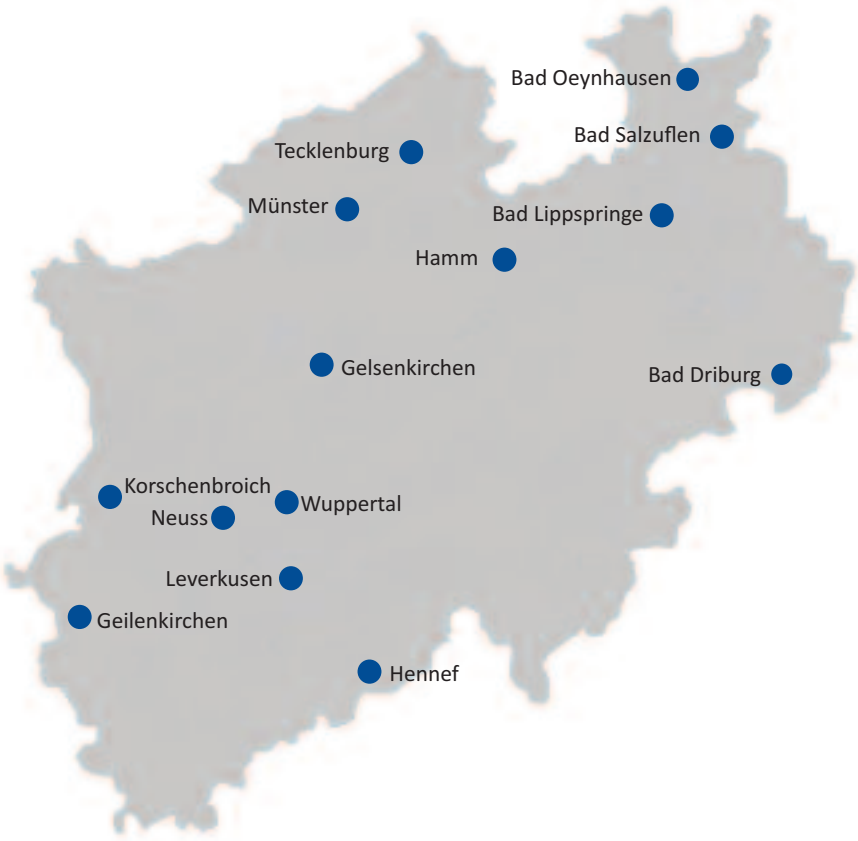 Bad Oeynhausen
Bad Salzuflen
Tecklenburg
Münster
Bad Lippspringe
Hamm
Gelsenkirchen
Bad Driburg
Korschenbroich
Wuppertal
Neuss
Leverkusen
Geilenkirchen
Hennef